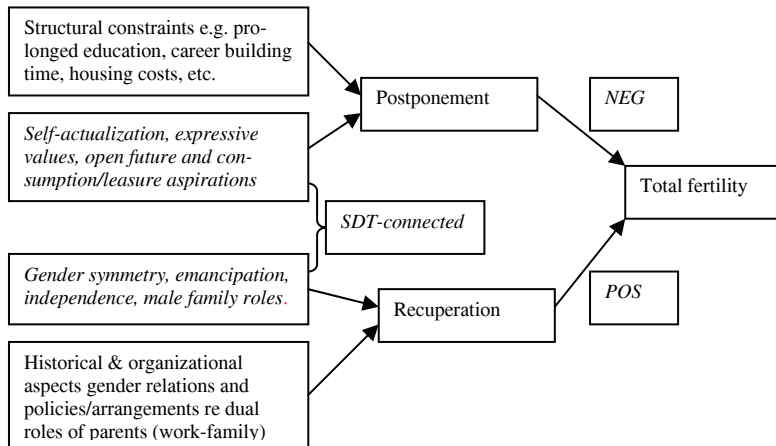 Structural constraints e.g. pro-
longed education, career building
time, housing costs, etc.
Postponement
NEG
Self-actualization, expressive
values, open future and con-
sumption/leasure aspirations
Total fertility
SDT-connected
Gender symmetry, emancipation,
independence, male family roles.
Recuperation
POS
Historical & organizational
aspects gender relations and
policies/arrangements re dual
roles of parents (work-family)